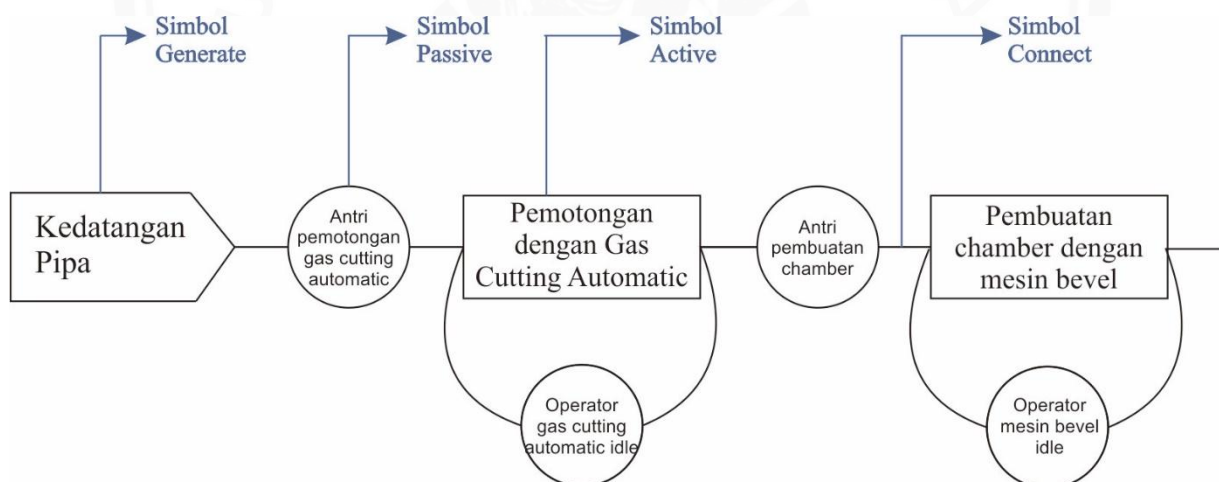 Simbol
Generate
Simbol
Passive
Simbol
Active
Simbol
Connect
Kedatangan
Pipa
Antri
pemotongan
gas cutting
automatic
Pemotongan
dengan Gas
Cutting Automatic
Antri
pembuatan
chamber
Pembuatan
chamber dengan
mesin bevel
Operator
gas cutting
automatic idle
Operator
mesin bevel
idle